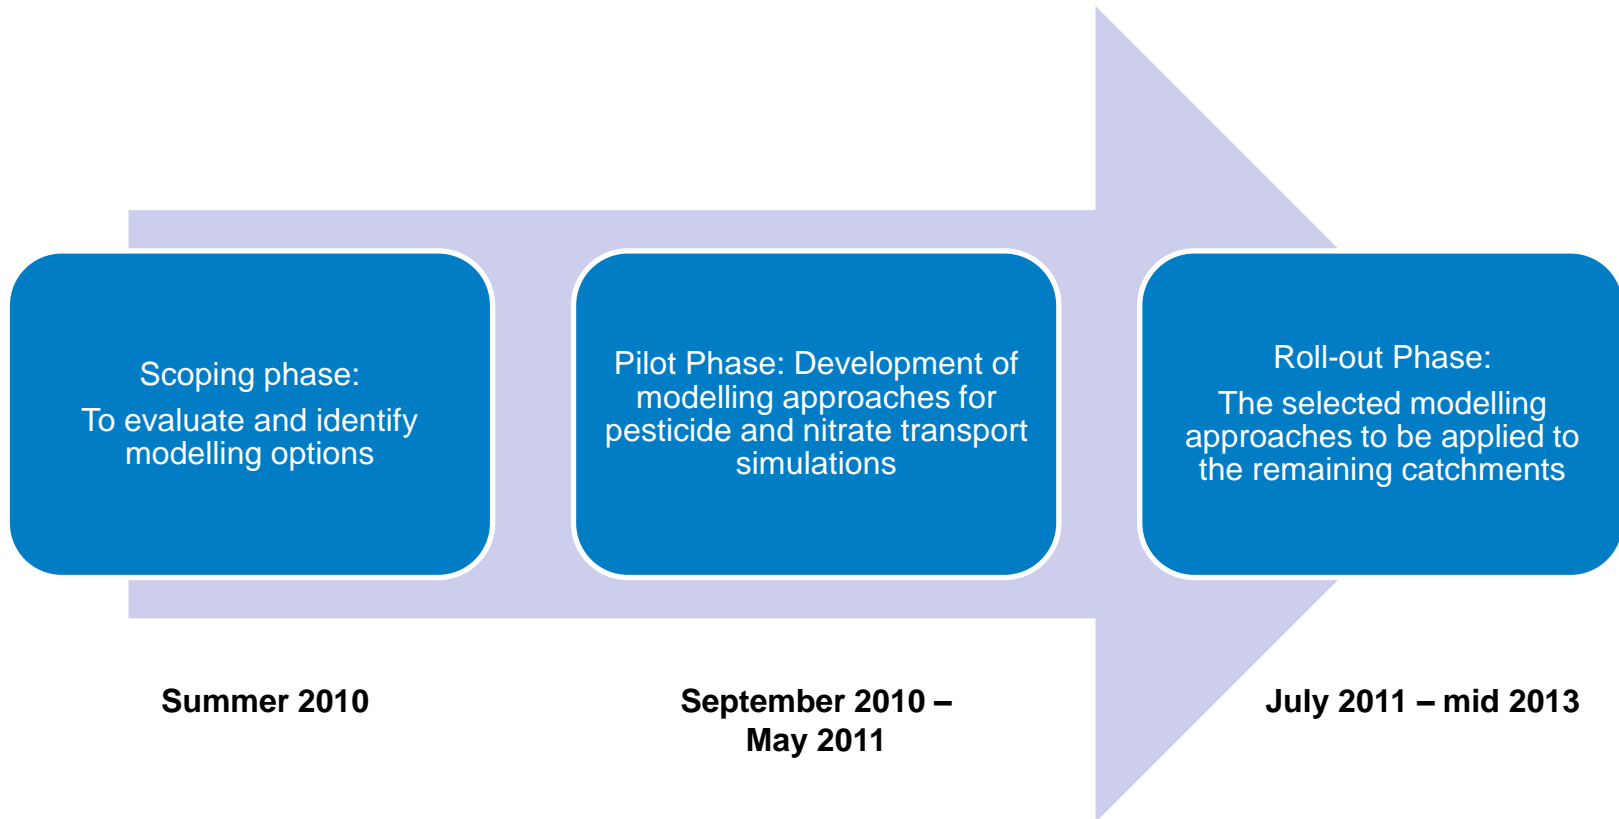 Scoping phase:
To evaluate and identify
modelling options
Pilot Phase: Development of
modelling approaches for
pesticide and nitrate transport
simulations
Roll-out Phase:
The selected modelling
approaches to be applied to
the remaining catchments
Summer 2010
September 2010 –
May 2011
July 2011 – mid 2013